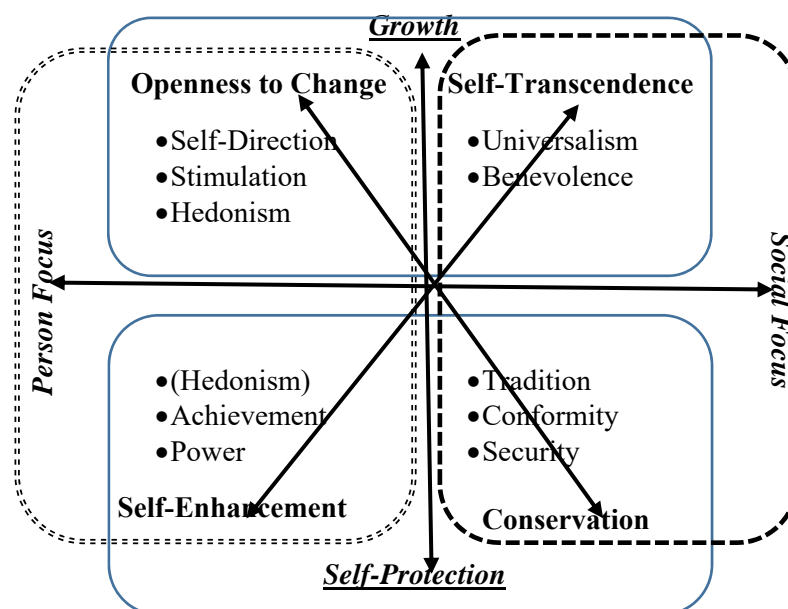 Growth
Openness to Change
Self-Transcendence
•Self-Direction
•Stimulation
•Hedonism
•Universalism
•Benevolence
Person Focus
Social Focus
•(Hedonism)
•Achievement
•Power
•Tradition
•Conformity
•Security
Self-Enhancement
Conservation
Self-Protection